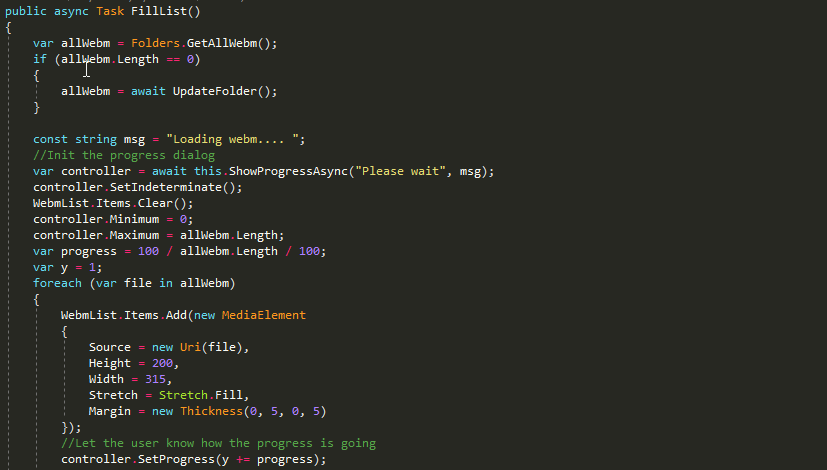 public async Task FillList()
{
var allWebm = Folders.GetAllWebm();
if (allWebm.Length == 0)
{
allWebm = await UpdateFolder();
}
const string msg = "Loading webm.... ";
//Init the progress dialog
var controller = await this.ShowProgressAsync("Please wait", msg);
controller.SetIndeterminate();
WebmList.Items.Clear();
controller.Minimum = 0;
controller.Maximum = allWebm.Length;
var progress = 100 / allWebm.Length / 100;
var y = 1;
foreach (var file in allWebm)
{
WebmList.Items.Add(new MediaElement
{
Source = new Uri(file),
Height = 200,
Width = 315,
Stretch = Stretch.Fill,
Margin = new Thickness(0, 5, 0, 5)
});
//Let the user know how the progress is going
controller.SetProgress(y += progress);